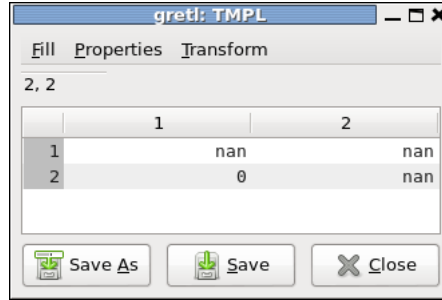 gretl: TMPL
Fill Properties Transform
2, 2
1 2
1 nan nan
2 0 nan
Save As Save Close